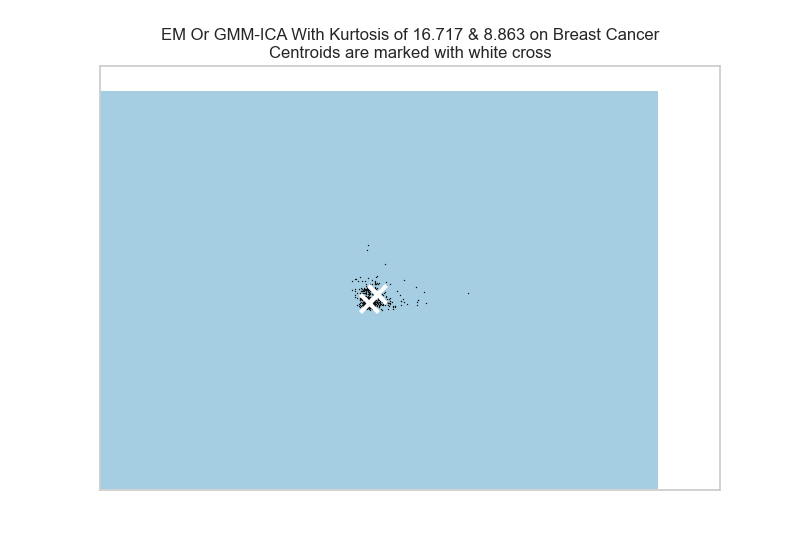 EM Or GMM-ICA With Kurtosis of 16.717 & 8.863 on Breast Cancer
Centroids are marked with white cross